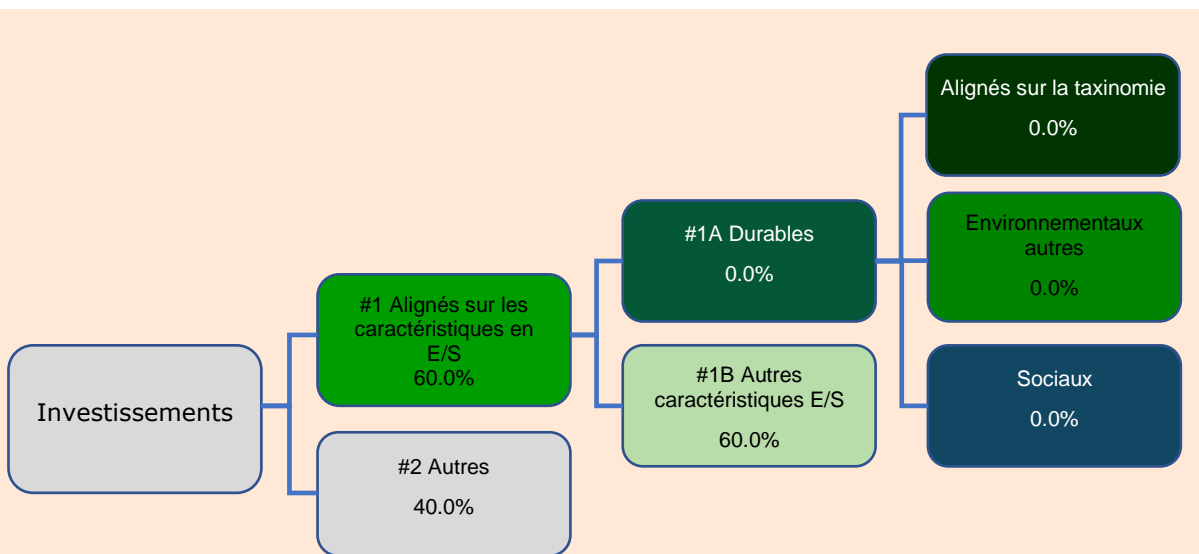 Investissements
#1 Alignés sur les
caractéristiques en
E/S
60.0%
#2 Autres
40.0%
#1A Durables
0.0%
#1B Autres
caractéristiques E/S
60.0%
Alignés sur la taxinomie
0.0%
Environnementaux
autres
0.0%
Sociaux
0.0%